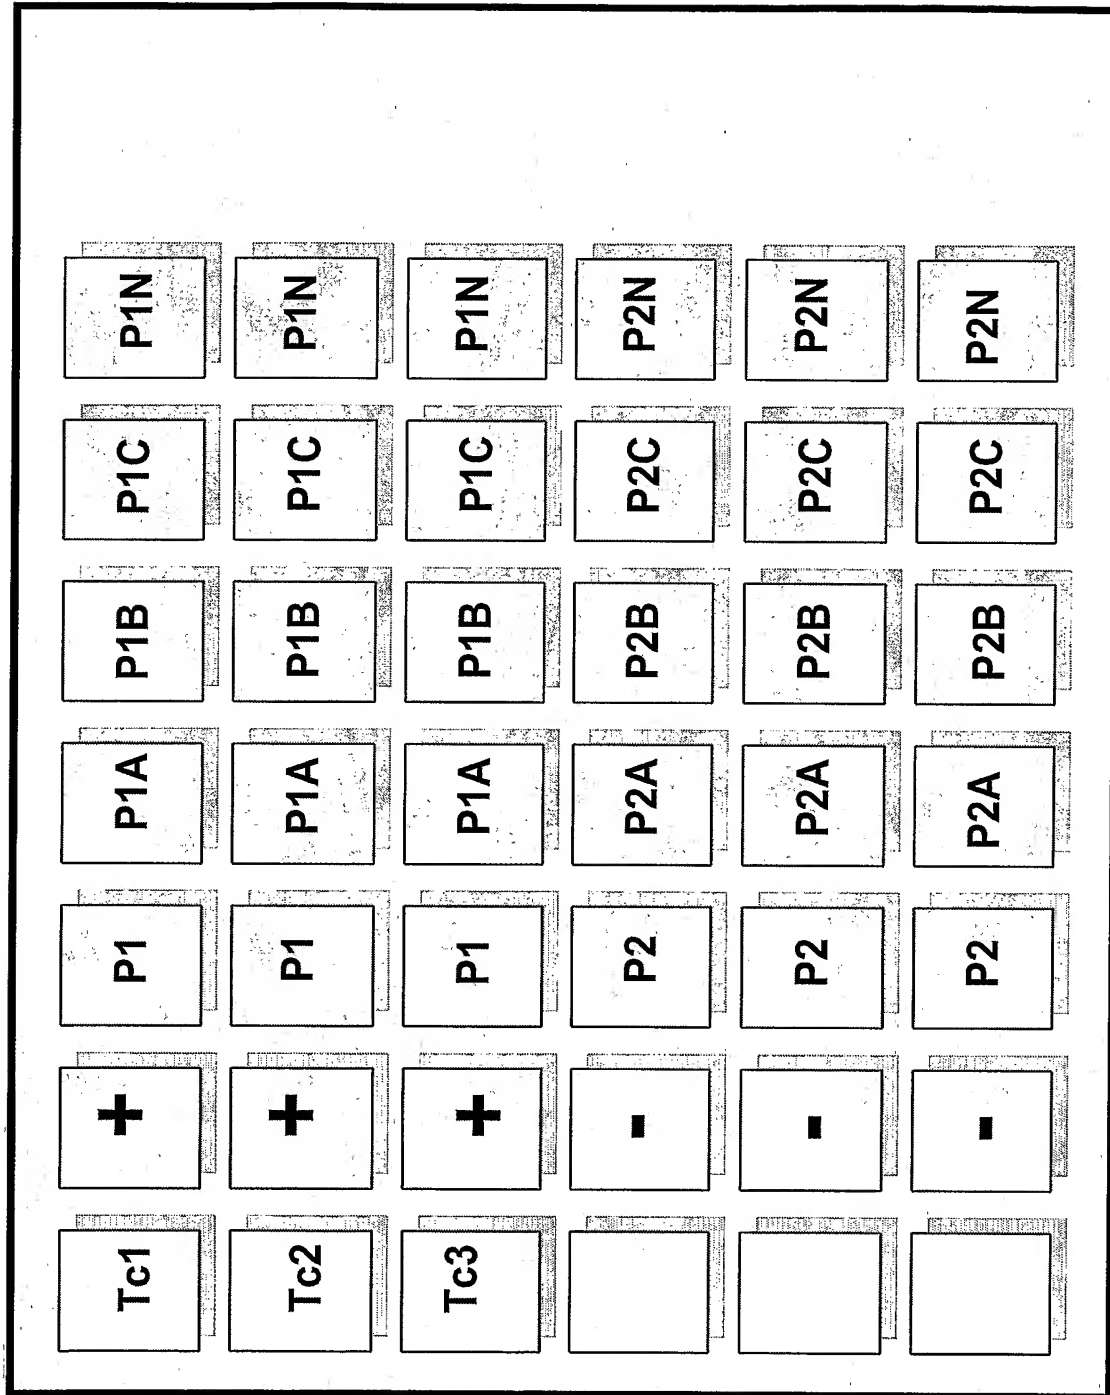 Tc1 + P1 P1A P1B P1C P1N
Tc2 + P1 P1A P1B P1C P1N
Tc3 + P1 P1A P1B P1C P1N
- P2 P2A P2B P2C P2N
- P2 P2A P2B P2C P2N
- P2 P2A P2B P2C P2N